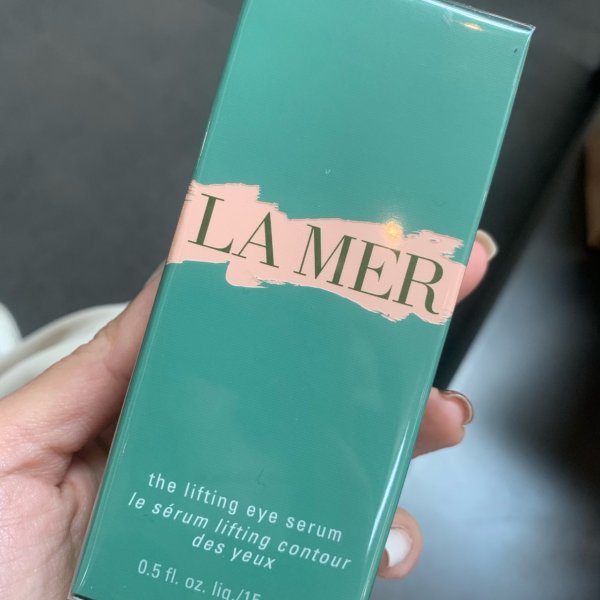 LA MER
the lifting eye serum
le sérum lifting contour
des yeux
0.5 fl. oz. liq./15